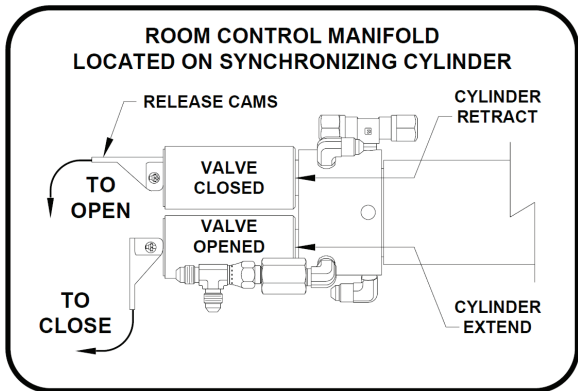 ROOM CONTROL MANIFOLD
LOCATED ON SYNCHRONIZING CYLINDER
RELEASE CAMS
CYLINDER
RETRACT
VALVE
CLOSED
TO
OPEN
VALVE
OPENED
TO
CLOSE
CYLINDER
EXTEND